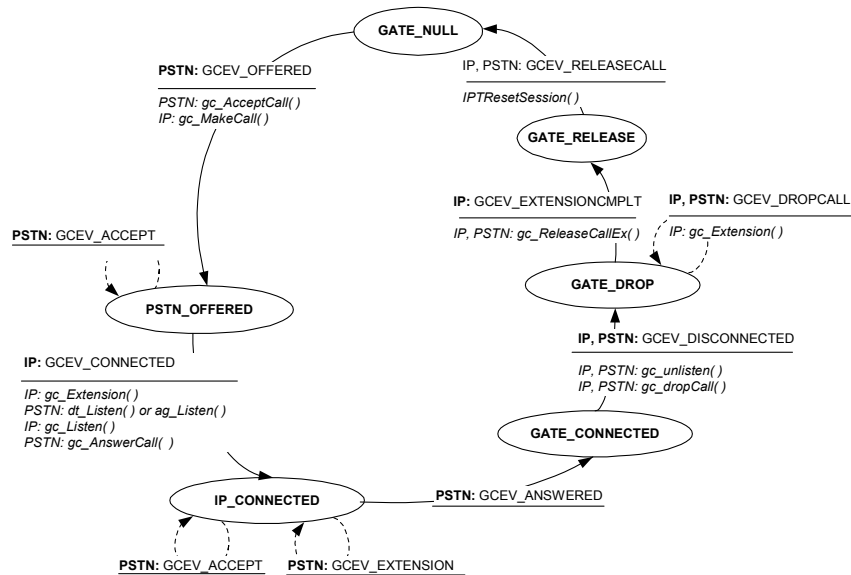 GATE_NULL
PSTN: GCEV_OFFERED
PSTN: gc_AcceptCall( )
IP: gc_MakeCall( )
IP, PSTN: GCEV_RELEASECALL
IPTResetSession( )
GATE_RELEASE
IP: GCEV_EXTENSIONCMPLT
IP, PSTN: gc_ReleaseCallEx( )
IP, PSTN: GCEV_DROPCALL
IP: gc_Extension( )
PSTN: GCEV_ACCEPT
GATE_DROP
PSTN_OFFERED
IP, PSTN: GCEV_DISCONNECTED
IP, PSTN: gc_unlisten( )
IP, PSTN: gc_dropCall( )
IP: GCEV_CONNECTED
IP: gc_Extension( )
PSTN: dt_Listen( ) or ag_Listen( )
IP: gc_Listen( )
PSTN: gc_AnswerCall( )
GATE_CONNECTED
IP_CONNECTED
PSTN: GCEV_ANSWERED
PSTN: GCEV_ACCEPT
PSTN: GCEV_EXTENSION